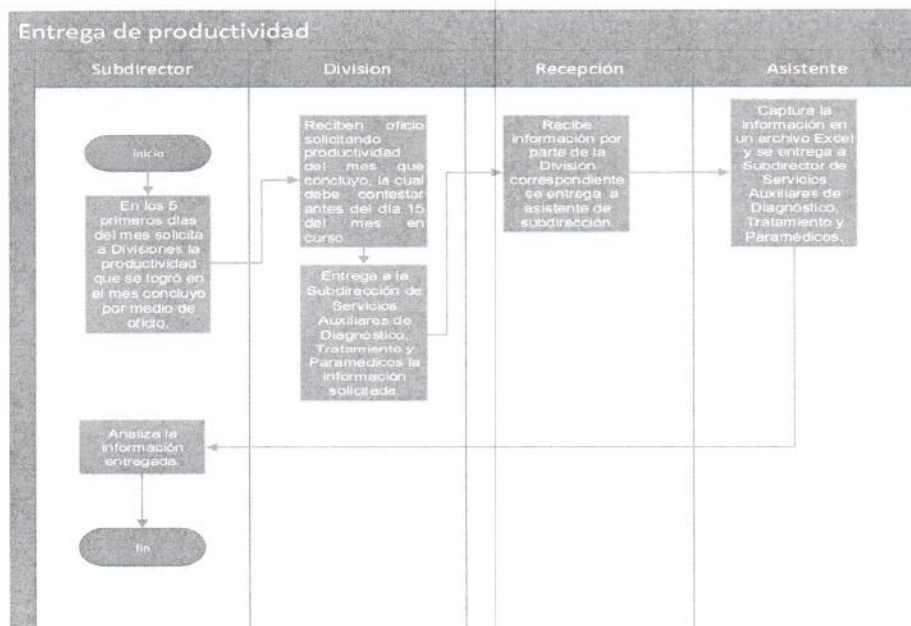 Entrega de productividad
Subdirector
Division
Recepción
Asistente
inicio
En los 5
primeros días
del mes solicita
a Divisiones la
productividad
que se logró en
el mes concluyo
por medio de
oficio.
Reciben oficio
solicitando
productividad
del mes que
concluyo, la cual
debe contestar
antes del día 15
del mes en
curso
Entrega a la
Subdirección de
Servicios
Auxiliares de
Diagnóstico,
Tratamiento y
Paramédicos la
información
solicitada.
Recibe
información por
parte de la
División
correspondiente
se entrega a
asistente de
subdirección.
Captura la
información en
un archivo Excel
y se entrega a
Subdirector de
Servicios
Auxiliares de
Diagnóstico,
Tratamiento y
Paramédicos.
Analiza la
información
entregada.
fin